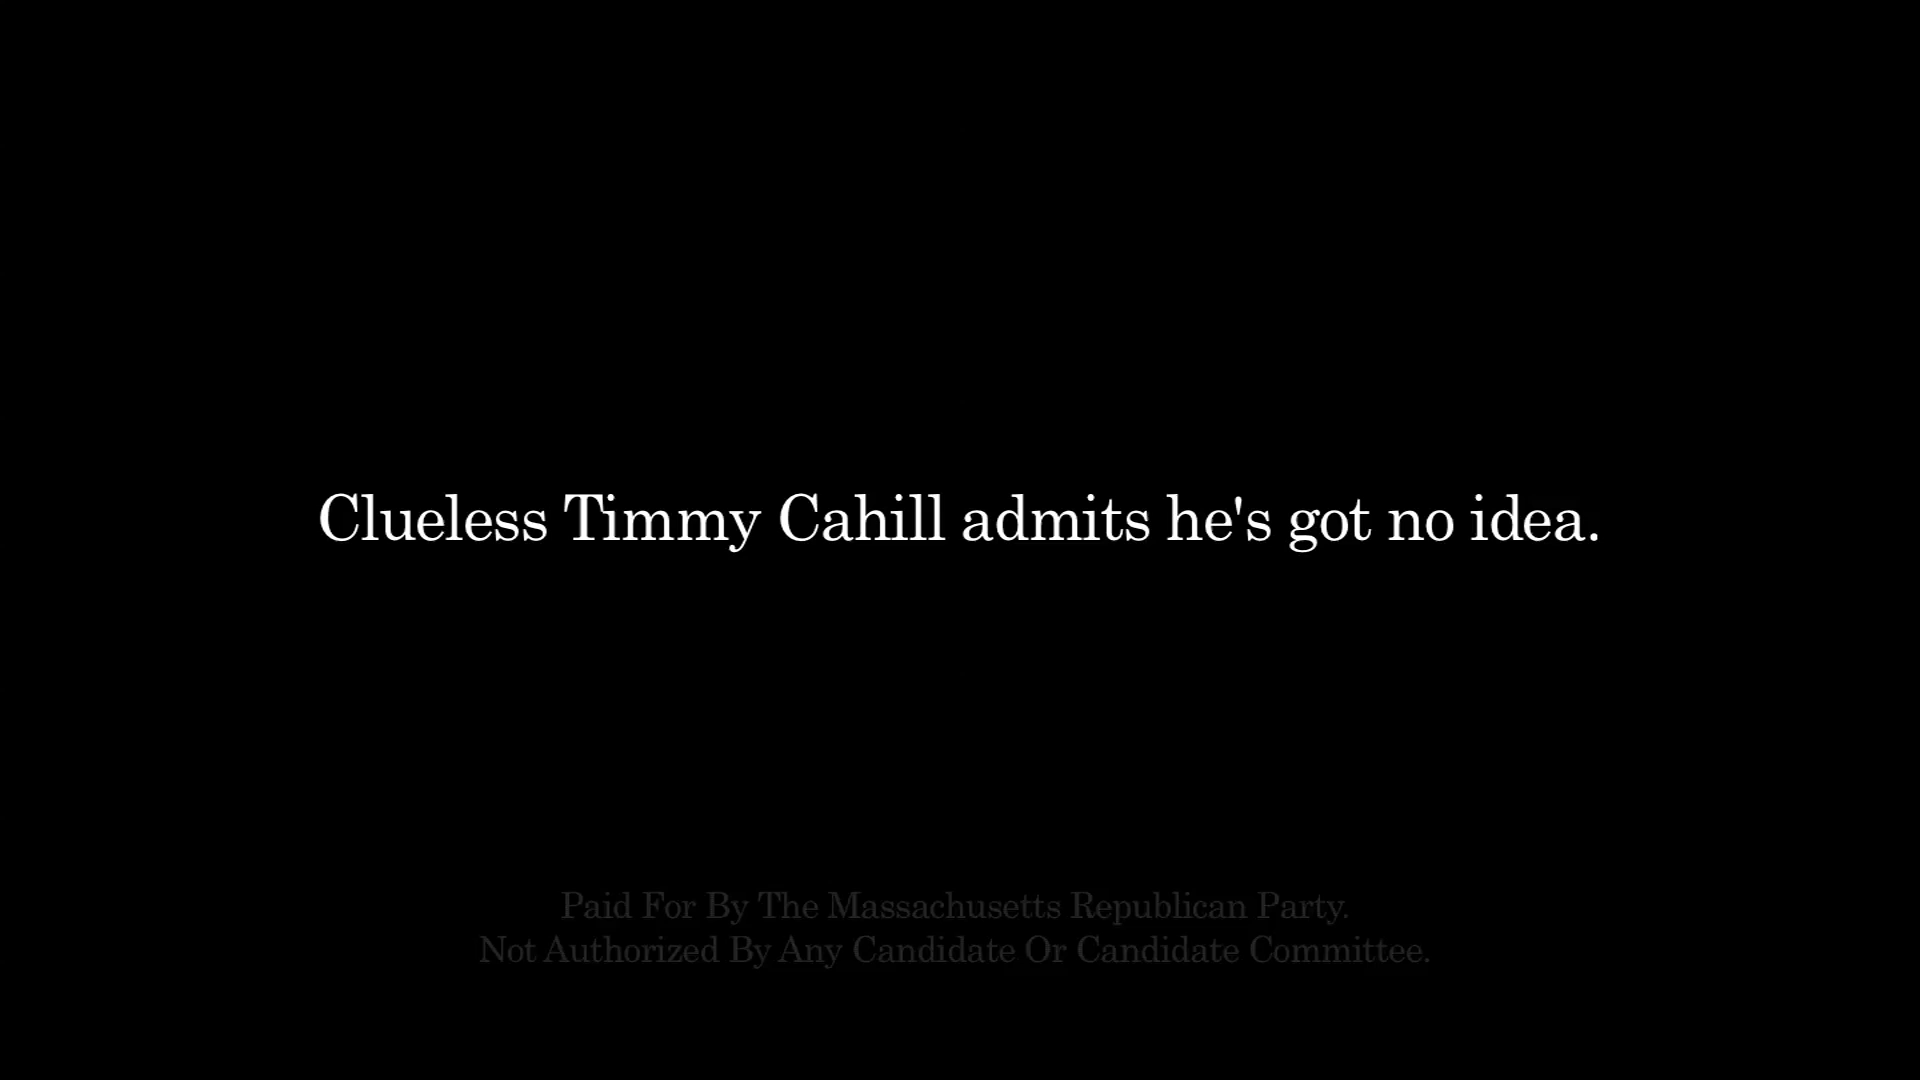 Clueless Timmy Cahill admits he's got no idea.
Paid For By The Massachusetts Republican Party.
Not Authorized By Any Candidate Or Candidate Committee.